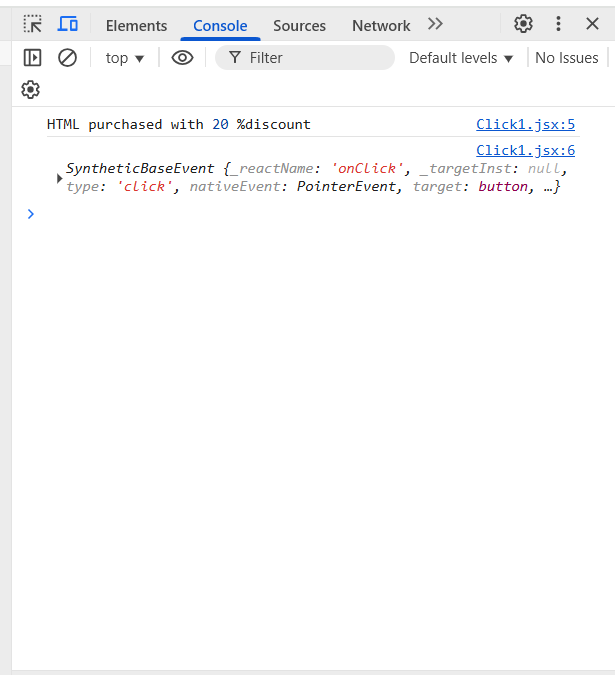 Elements Console Sources Network
top Filter Default levels No Issues
HTML purchased with 20 %discount Click1.jsx:5
Click1.jsx:6
SyntheticBaseEvent {_reactName: 'onClick', _targetInst: null,
type: 'click', nativeEvent: PointerEvent, target: button, …}